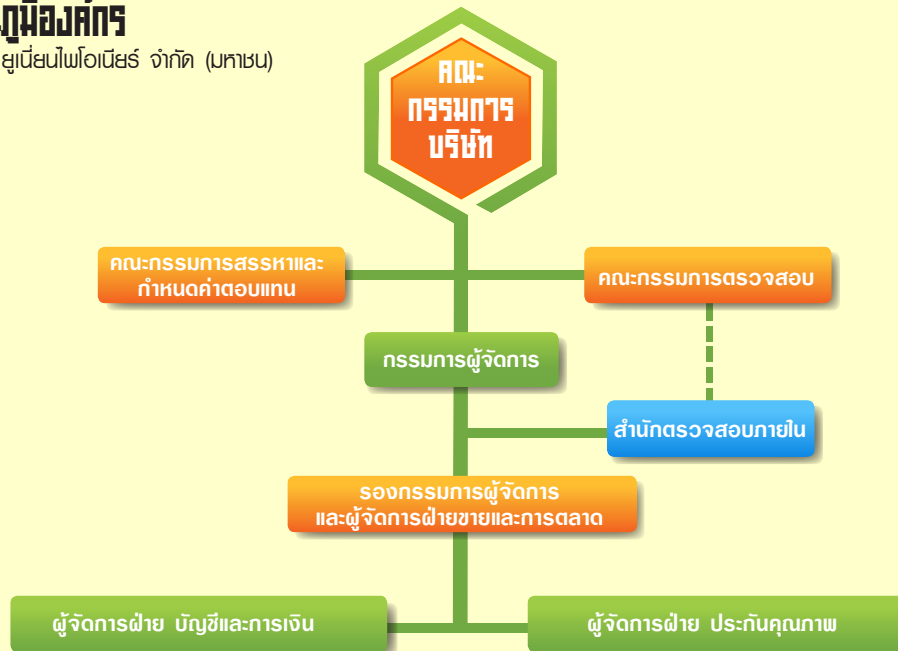 ภูมิองค์กร
ยูเนี่ยนไพโอเนียร์ จำกัด (มหาชน)
คณะ
กรรมการ
บริษัท
คณะกรรมการสรรหาและ
กำหนดค่าตอบแทน
คณะกรรมการตรวจสอบ
กรรมการผู้จัดการ
สำนักตรวจสอบภายใน
รองกรรมการผู้จัดการ
และผู้จัดการฝ่ายขายและการตลาด
ผู้จัดการฝ่าย บัญชีและการเงิน
ผู้จัดการฝ่าย ประกันคุณภาพ